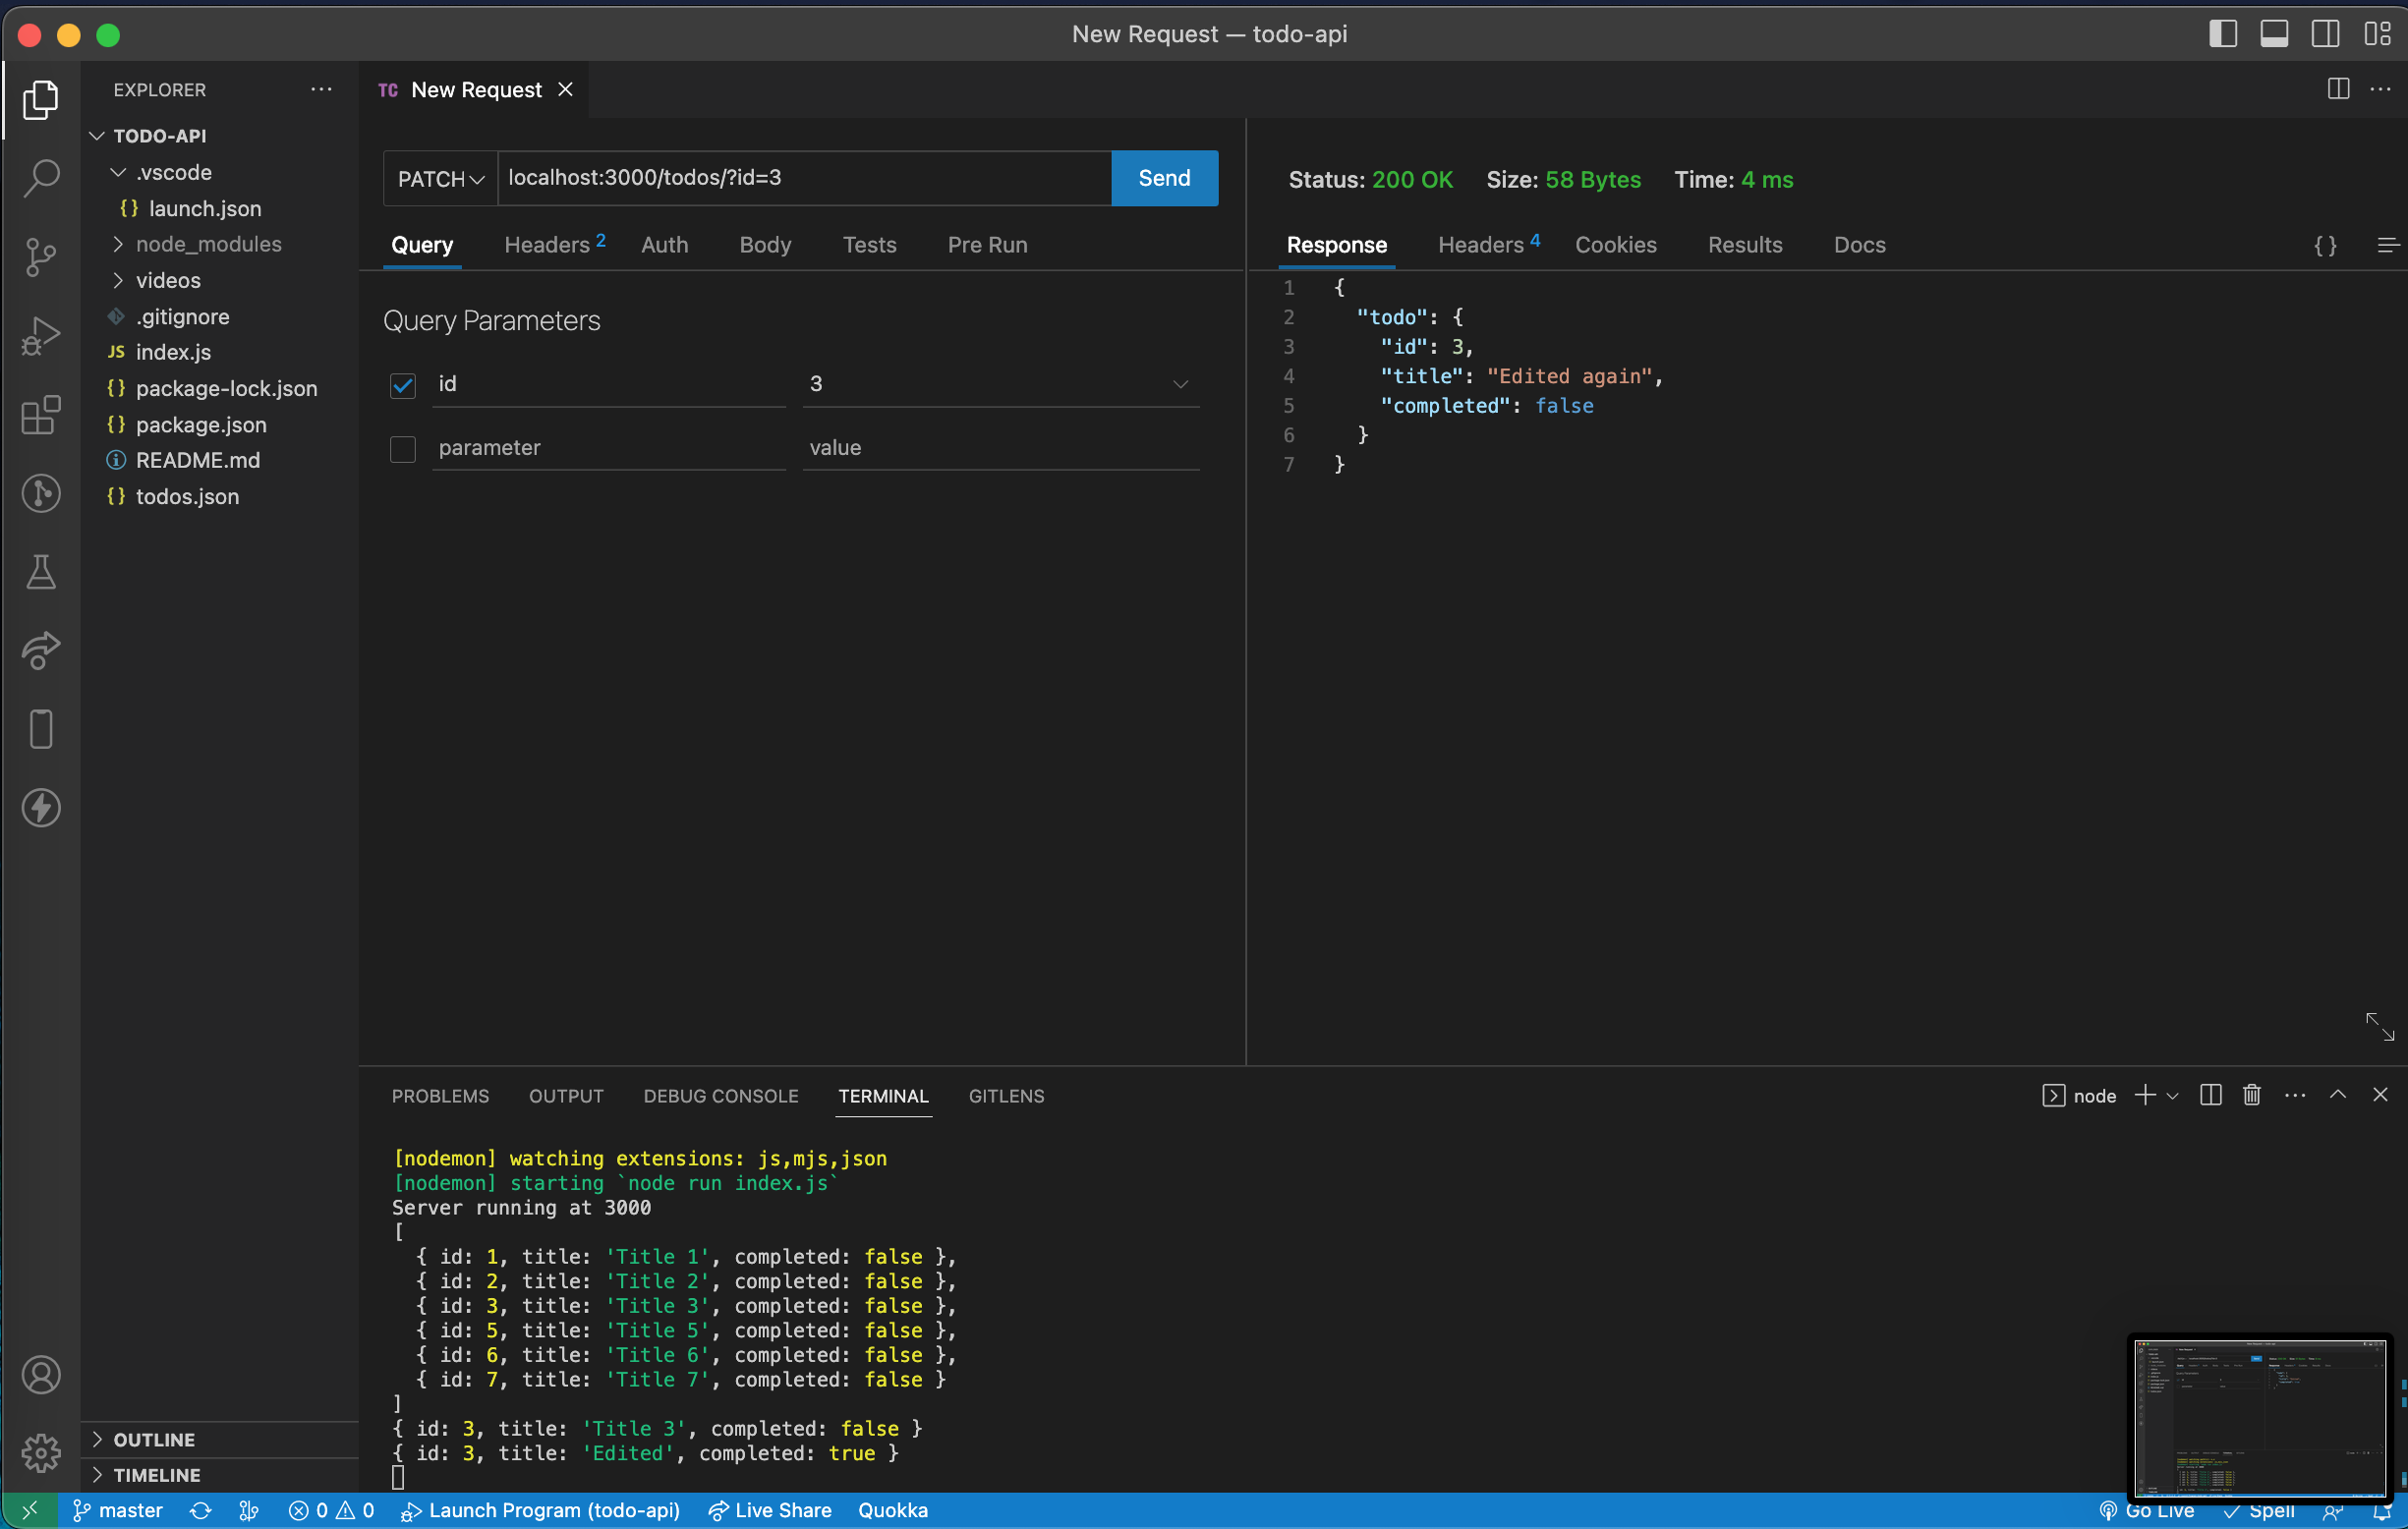 New Request — todo-api
EXPLORER
TODO-API
.vscode
{} launch.json
node_modules
videos
.gitignore
JS index.js
{} package-lock.json
{} package.json
README.md
{} todos.json
OUTLINE
TIMELINE
TC New Request
PATCH localhost:3000/todos/?id=3 Send
Query Headers 2 Auth Body Tests Pre Run
Query Parameters
id 3
parameter value
Status: 200 OK Size: 58 Bytes Time: 4 ms
Response Headers 4 Cookies Results Docs {}
1 {
2 "todo": {
3 "id": 3,
4 "title": "Edited again",
5 "completed": false
6 }
7 }
PROBLEMS OUTPUT DEBUG CONSOLE TERMINAL GITLENS node
[nodemon] watching extensions: js,mjs,json
[nodemon] starting `node run index.js`
Server running at 3000
[
{ id: 1, title: 'Title 1', completed: false },
{ id: 2, title: 'Title 2', completed: false },
{ id: 3, title: 'Title 3', completed: false },
{ id: 5, title: 'Title 5', completed: false },
{ id: 6, title: 'Title 6', completed: false },
{ id: 7, title: 'Title 7', completed: false }
]
{ id: 3, title: 'Title 3', completed: false }
{ id: 3, title: 'Edited', completed: true }
master 0 0 Launch Program (todo-api) Live Share Quokka Go Live Spell